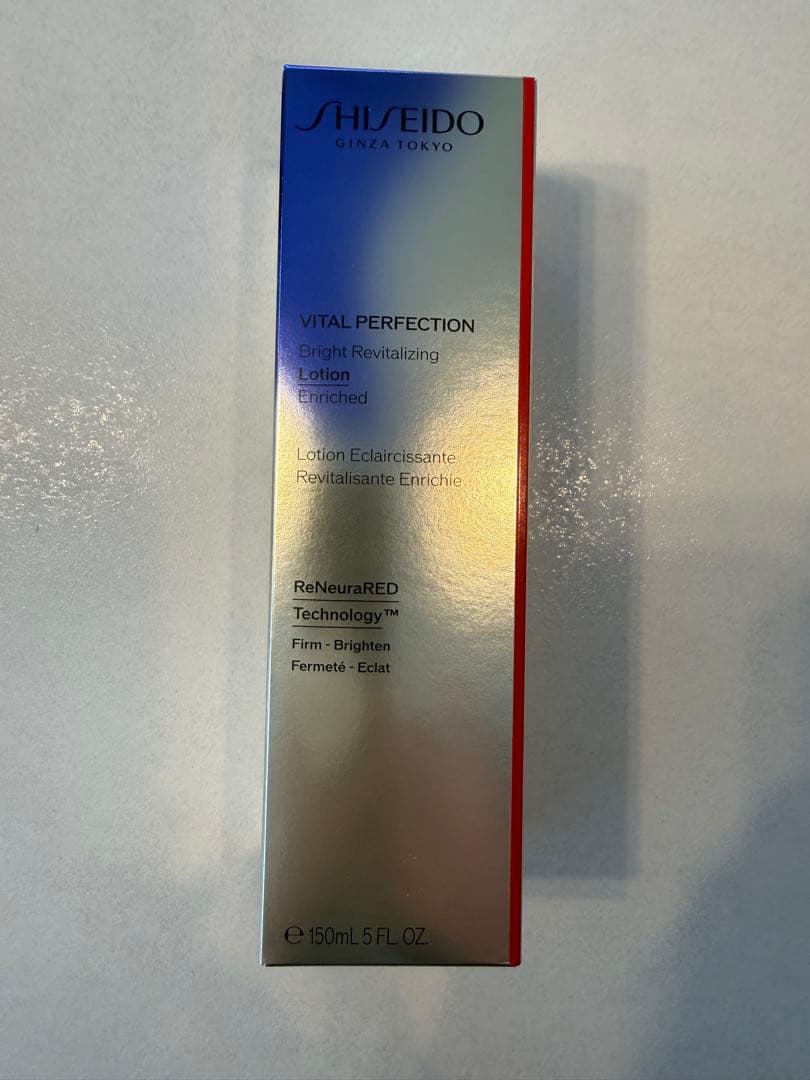 SHISEIDO
GINZA TOKYO
VITAL PERFECTION
Bright Revitalizing
Lotion
Enriched
Lotion Eclaircissante
Revitalisante Enrichie
ReNeuraRED
Technology™
Firm - Brighten
Fermeté - Eclat
℮ 150mL 5 FL. OZ.